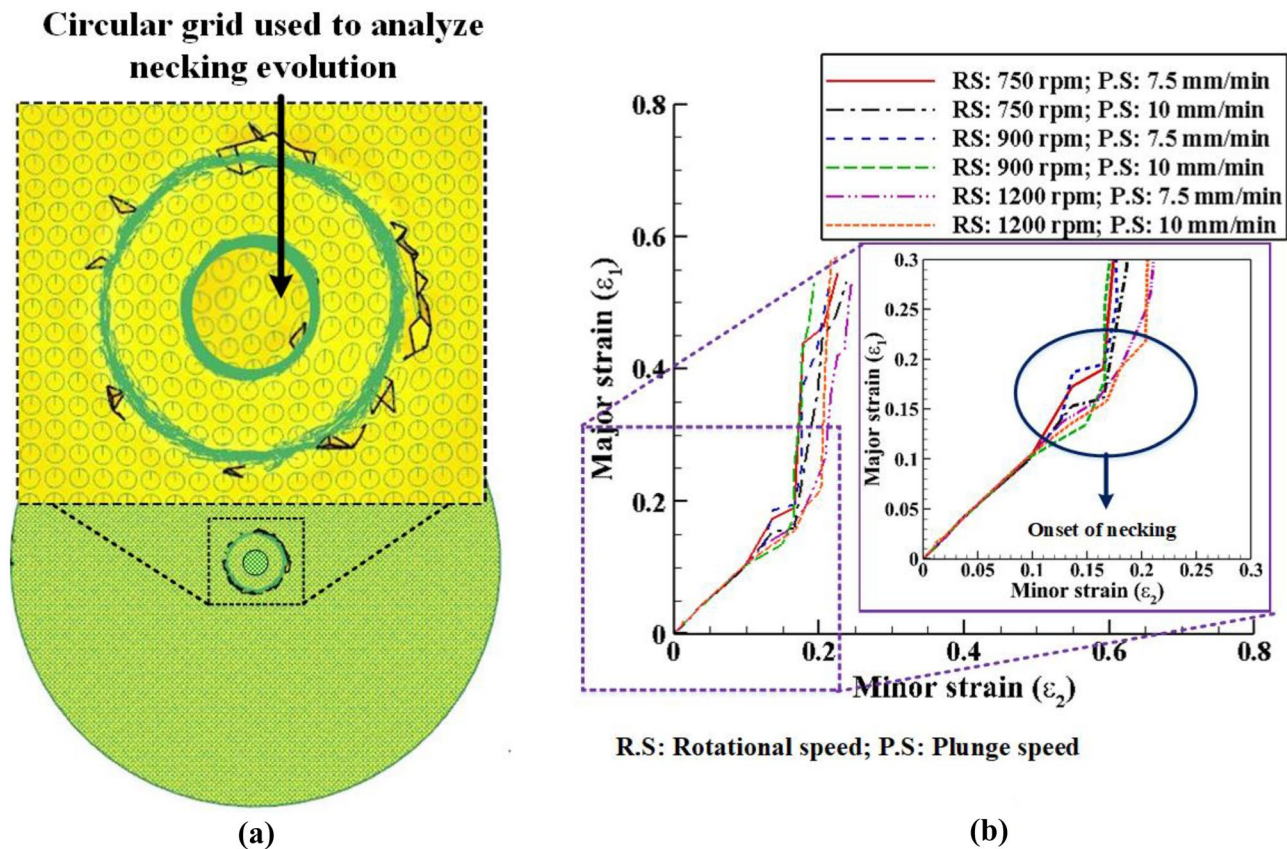 Circular grid used to analyze
necking evolution
(a)
RS: 750 rpm; P.S: 7.5 mm/min
RS: 750 rpm; P.S: 10 mm/min
RS: 900 rpm; P.S: 7.5 mm/min
RS: 900 rpm; P.S: 10 mm/min
RS: 1200 rpm; P.S: 7.5 mm/min
RS: 1200 rpm; P.S: 10 mm/min
Major strain (ε₁)
0.8
0.6
0.4
0.2
0
0
0.2
0.4
0.6
0.8
Minor strain (ε₂)
Major strain (ε₁)
0.3
0.25
0.2
0.15
0.1
0.05
0
Onset of necking
0
0.05
0.1
0.15
0.2
0.25
0.3
Minor strain (ε₂)
R.S: Rotational speed; P.S: Plunge speed
(b)